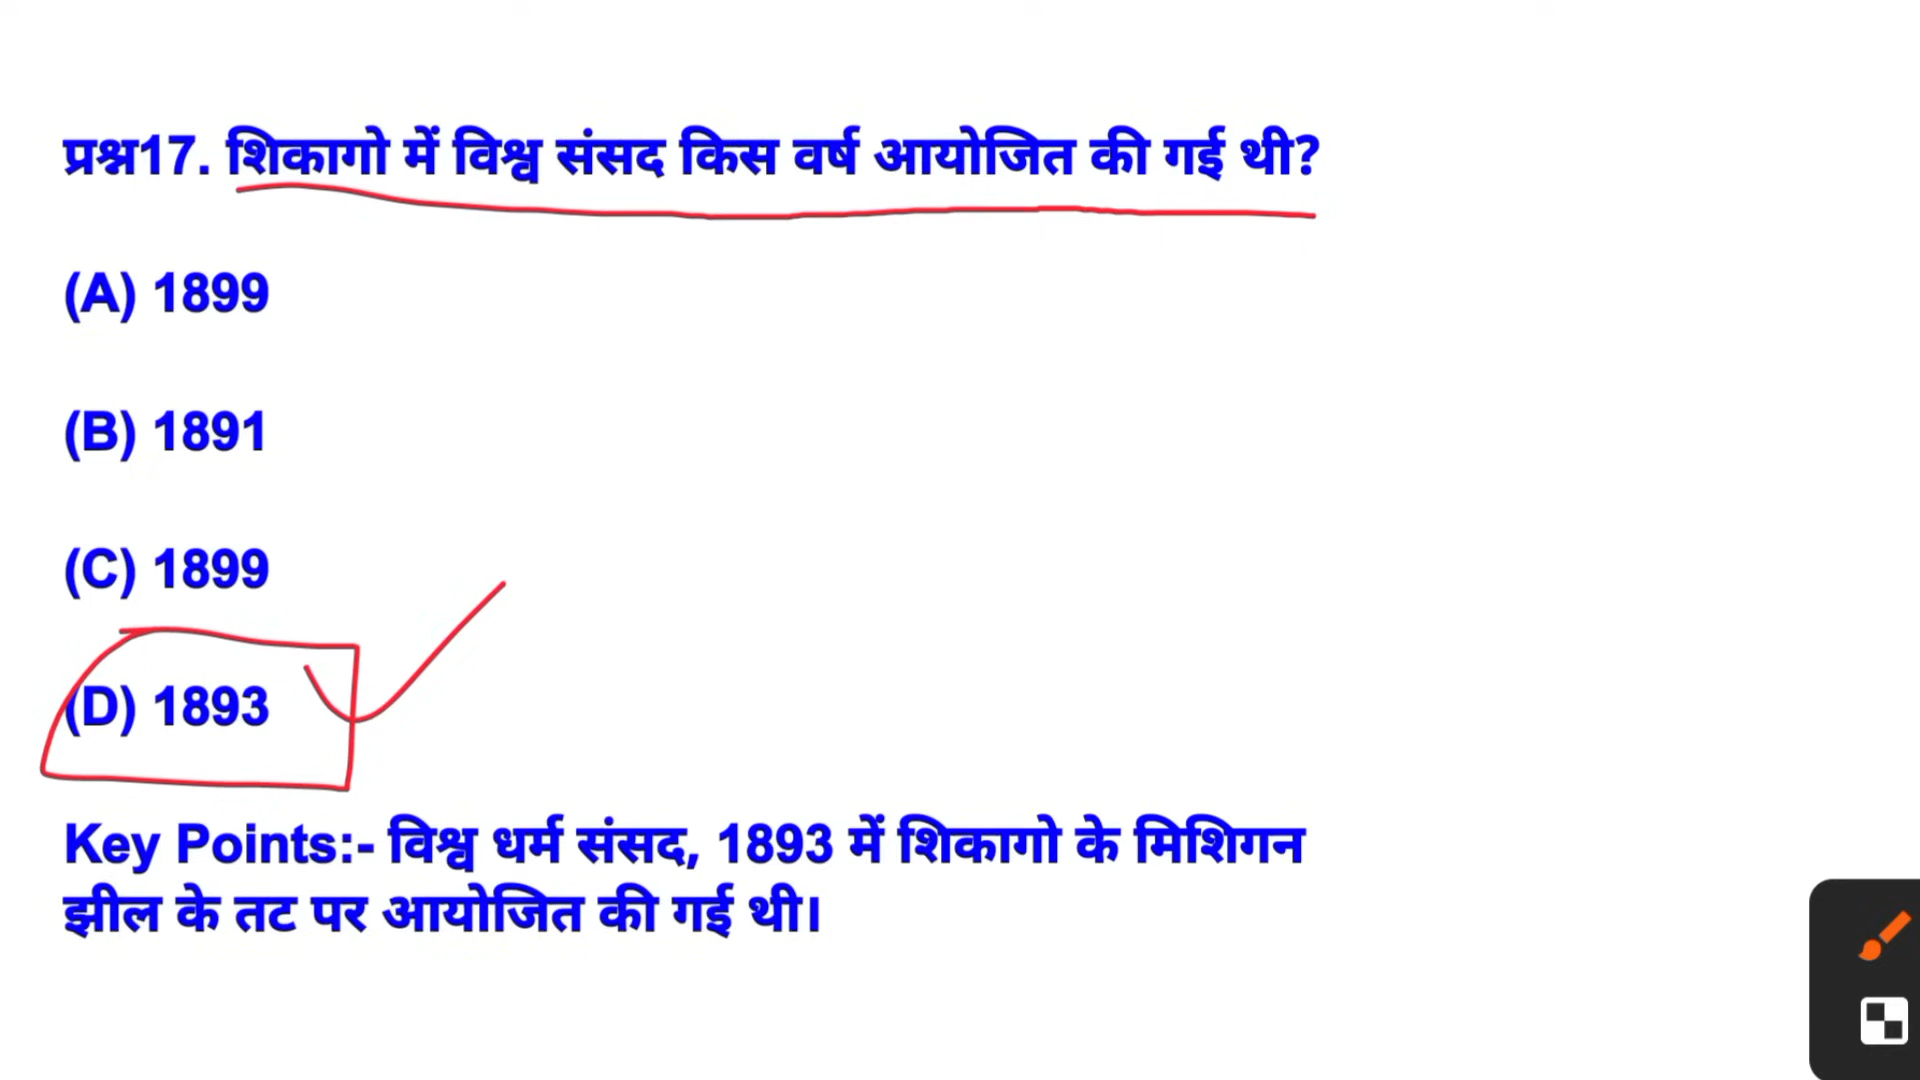 प्रश्न17. शिकागो में विश्व संसद किस वर्ष आयोजित की गई थी?
(A) 1899
(B) 1891
(C) 1899
(D) 1893
Key Points:- विश्व धर्म संसद, 1893 में शिकागो के मिशिगन
झील के तट पर आयोजित की गई थी।